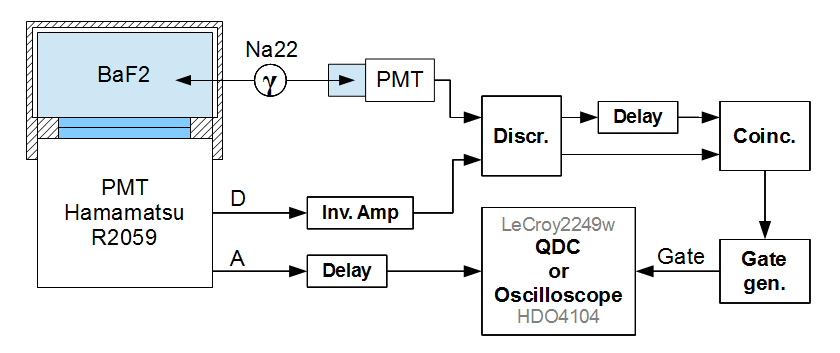 Na22
BaF2
γ
PMT
Discr.
Delay
Coinc.
PMT
Hamamatsu
R2059
D
Inv. Amp
A
Delay
LeCroy2249w
QDC
or
Oscilloscope
HDO4104
Gate
Gate
gen.